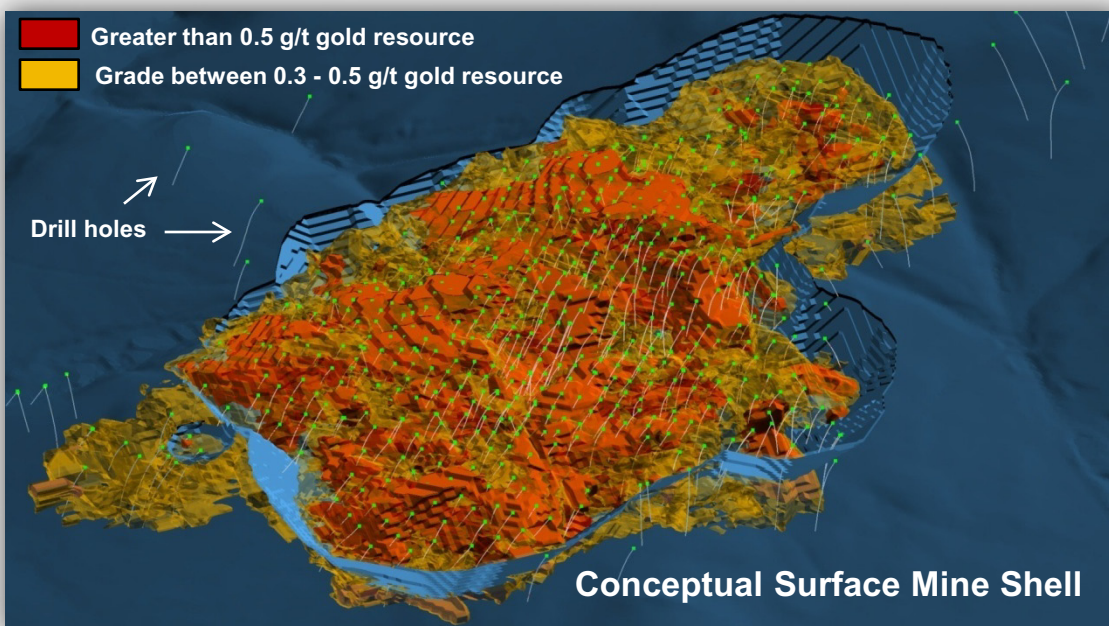 Greater than 0.5 g/t gold resource
Grade between 0.3 - 0.5 g/t gold resource
Drill holes
Conceptual Surface Mine Shell